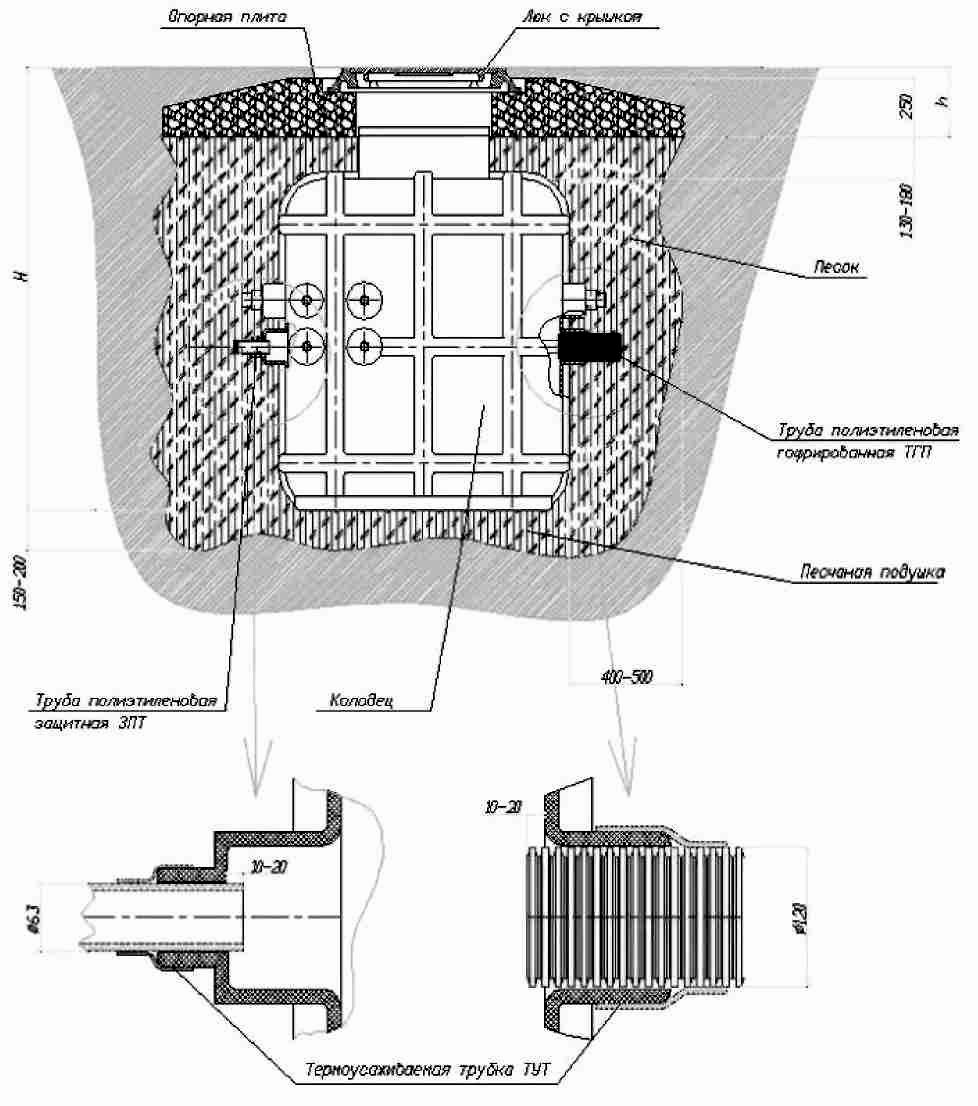 Опорная плита
Люк с крышкой
250
h
130-180
Песок
H
Труба полиэтиленовая
гофрированная ТГП
Песчаная подушка
150-200
400-500
Труба полиэтиленовая
защитная ЗПТ
Колодец
10-20
10-20
ø63
ø120
Термоусаживаемая трубка ТУТ